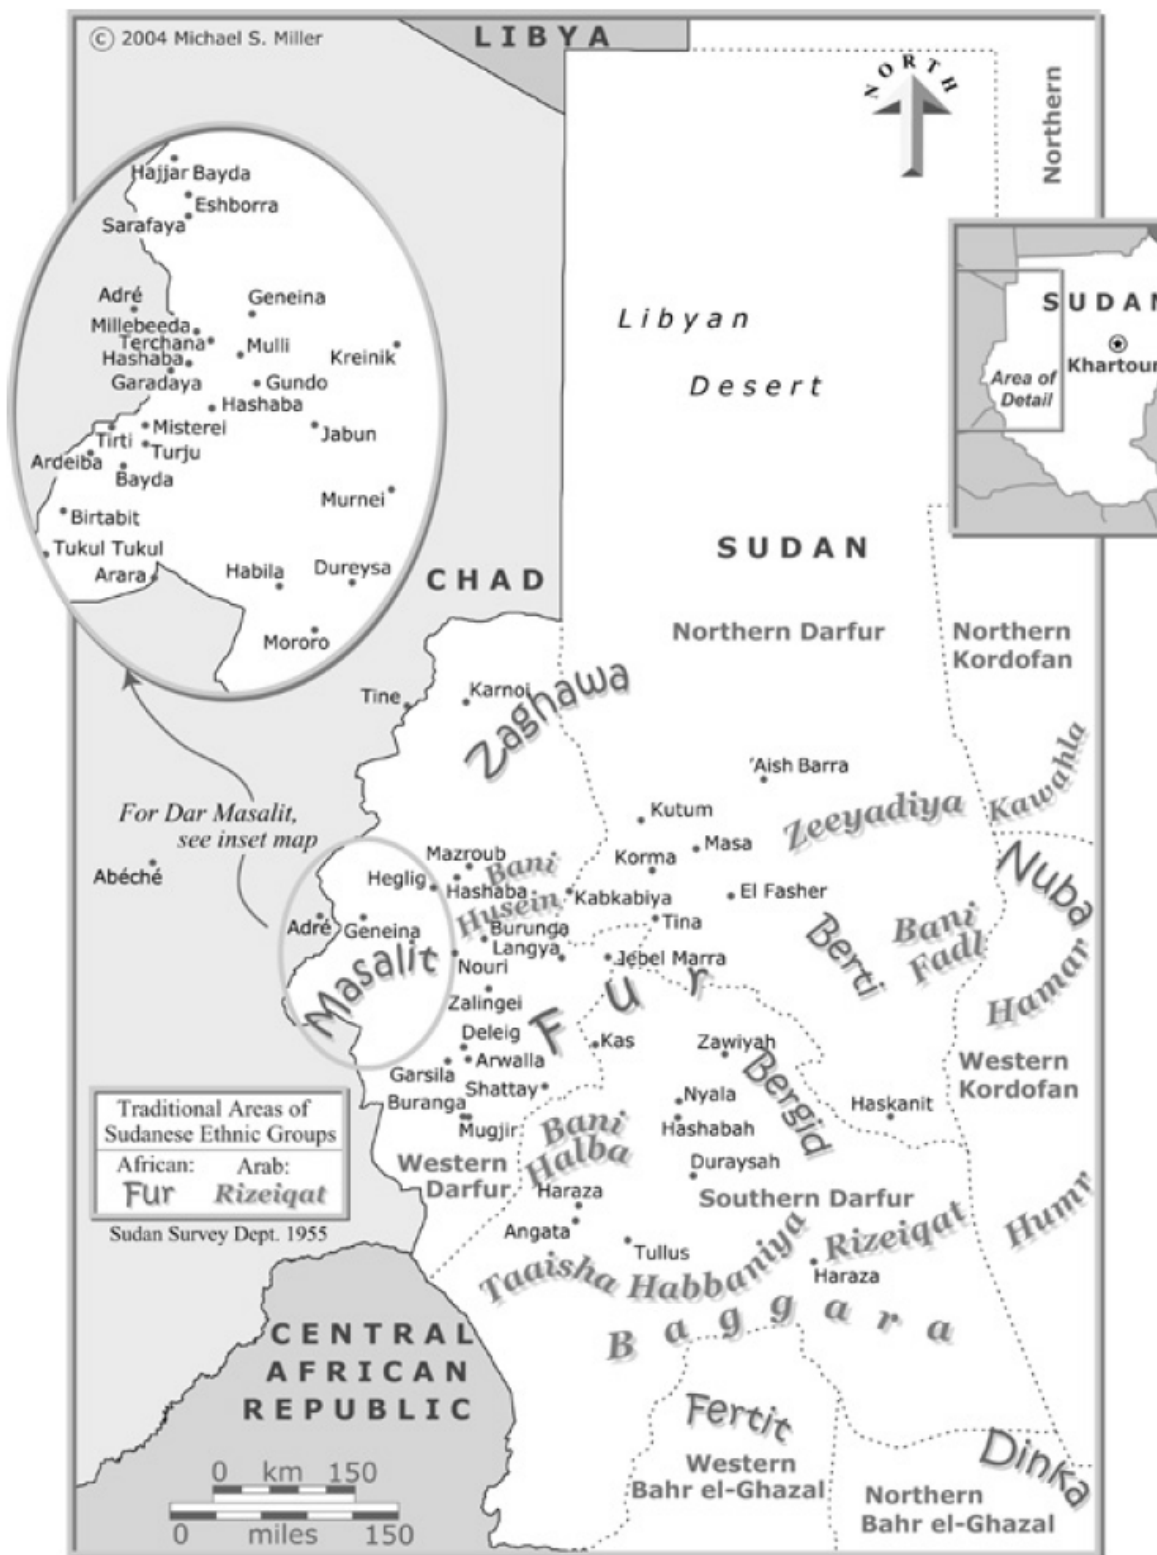 © 2004 Michael S. Miller
LIBYA
NORTH
Northern
Hajjar Bayda
Eshborra
Sarafaya
Adré
Geneina
Millebeeda
Terchana
Mulli
Hashaba
Kreinik
Garadaya
Gundo
Hashaba
Misterei
Jabun
Tirti
Turju
Ardeiba
Bayda
Murnei
Birtabit
Tukul Tukul
Arara
Habila
Dureysa
Mororo
Libyan
Desert
SUDAN
Khartour
Area of
Detail
SUDAN
CHAD
Northern Darfur
Northern
Kordofan
Tine
Karnoi
Zaghawa
'Aish Barra
Kawahla
Zeeyadiya
Kutum
For Dar Masalit,
see inset map
Masa
Mazroub
Bani
Husein
Korma
Nuba
Abéché
Heglig
Hashaba
Kabkabiya
El Fasher
Adré
Geneina
Burunga
Tina
Berti
Bani
Fadl
Langya
Jebel Marra
Masalit
Nouri
Hamar
Zalingei
Fur
Deleig
Kas
Zawiyah
Western
Kordofan
Arwalla
Garsila
Shattay
Bergid
Buranga
Nyala
Haskanit
Mugjir
Bani
Halba
Hashabah
Traditional Areas of
Sudanese Ethnic Groups
African:
Arab:
Fur
Rizeiqat
Sudan Survey Dept. 1955
Western
Darfur
Duraysah
Haraza
Southern Darfur
Humr
Angata
Tullus
Rizeiqat
Taaisha
Habbaniya
Haraza
Baggara
CENTRAL
AFRICAN
REPUBLIC
Fertit
Western
Bahr el-Ghazal
Dinka
Northern
Bahr el-Ghazal
0 km 150
0 miles 150